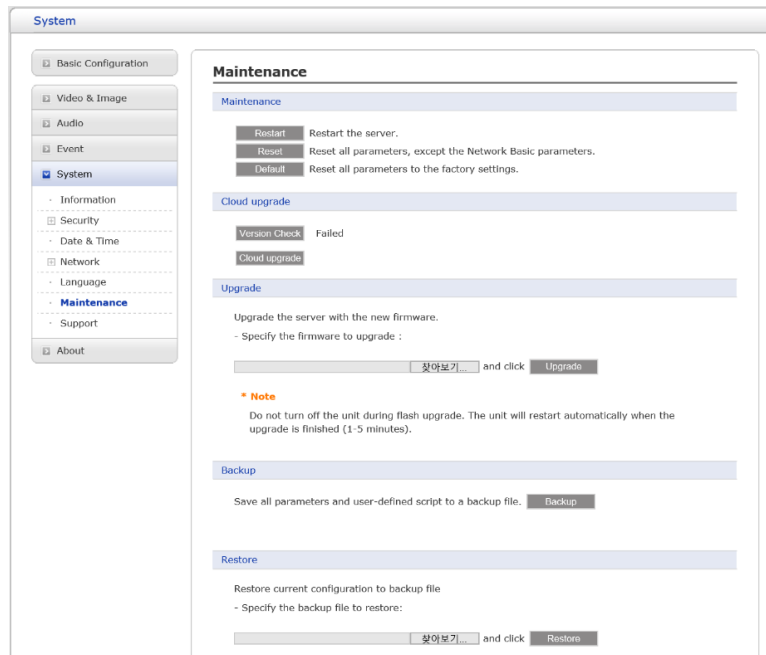 System
Basic Configuration
Video & Image
Audio
Event
System
Information
Security
Date & Time
Network
Language
Maintenance
Support
About
Maintenance
Maintenance
Restart Restart the server.
Reset Reset all parameters, except the Network Basic parameters.
Default Reset all parameters to the factory settings.
Cloud upgrade
Version Check Failed
Cloud upgrade
Upgrade
Upgrade the server with the new firmware.
- Specify the firmware to upgrade :
찾아보기... and click Upgrade
* Note
Do not turn off the unit during flash upgrade. The unit will restart automatically when the
upgrade is finished (1-5 minutes).
Backup
Save all parameters and user-defined script to a backup file. Backup
Restore
Restore current configuration to backup file
- Specify the backup file to restore:
찾아보기... and click Restore